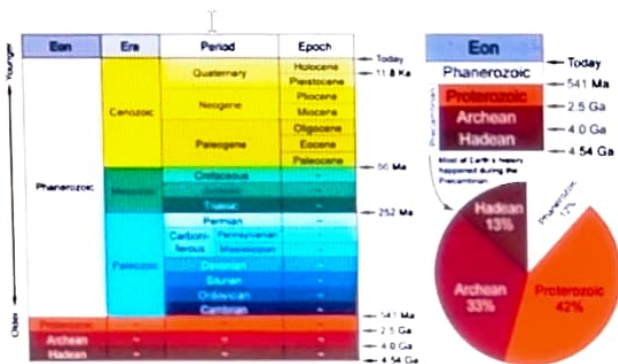 Eon Era Period Epoch
Younger
Today
Quaternary Holocene
11.8 Ka
Pleistocene
Cenozoic
Neogene Pliocene
Miocene
Paleogene Oligocene
Eocene
Paleocene
66 Ma
Cretaceous ~
~
Triassic ~
252 Ma
Phanerozoic
Paleozoic
Permian ~
Carboniferous Pennsylvanian ~
Mississippian ~
Devonian ~
Silurian ~
Ordovician ~
Cambrian ~
541 Ma
Proterozoic ~ ~ ~
2.5 Ga
Archean ~ ~ ~
4.0 Ga
Hadean ~ ~ ~
4.54 Ga
Older
Eon
Today
Phanerozoic
541 Ma
Proterozoic
2.5 Ga
Archean
4.0 Ga
Hadean
4.54 Ga
Precambrian
Most of Earth's history
happened during the
Precambrian
Hadean
13%
Phanerozoic
12%
Archean
33%
Proterozoic
42%